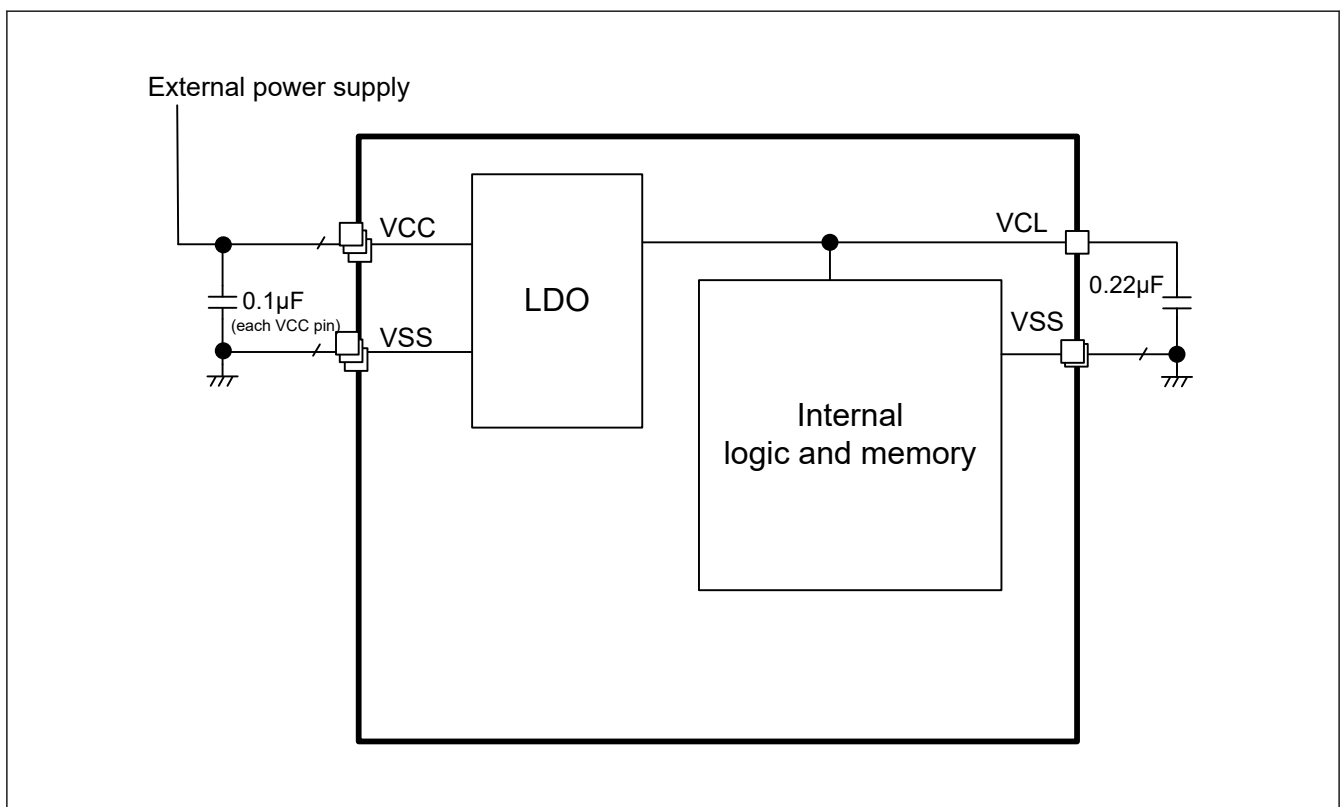 External power supply
VCC
VCL
LDO
0.1µF
(each VCC pin)
0.22µF
VSS
VSS
Internal
logic and memory